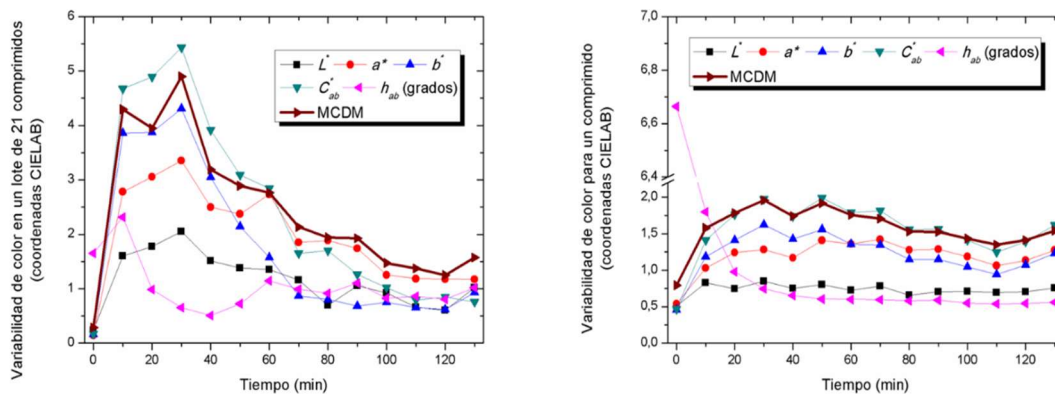 Variabilidad de color en un lote de 21 comprimidos
(coordenadas CIELAB)
6
5
4
3
2
1
0
L* a* b*
C*ab hab (grados)
MCDM
0 20 40 60 80 100 120
Tiempo (min)
Variabilidad de color para un comprimido
(coordenadas CIELAB)
7,0
6,8
6,6
6,4
2,0
1,5
1,0
0,5
0,0
L* a* b* C*ab hab (grados)
MCDM
0 20 40 60 80 100 120
Tiempo (min)